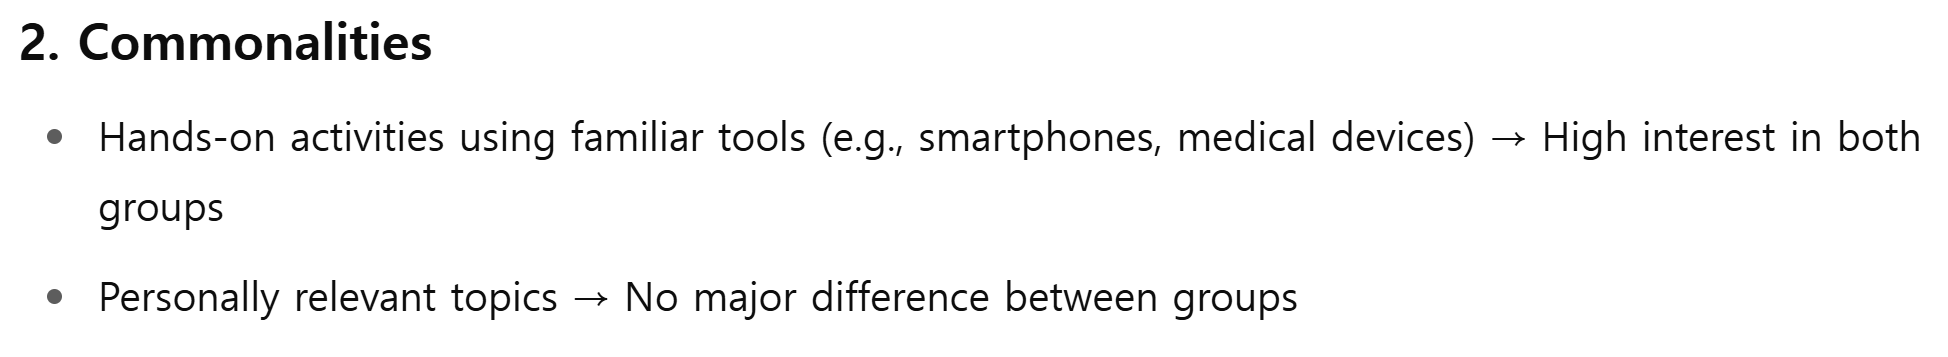 2. Commonalities
• Hands-on activities using familiar tools (e.g., smartphones, medical devices) → High interest in both
groups
• Personally relevant topics → No major difference between groups